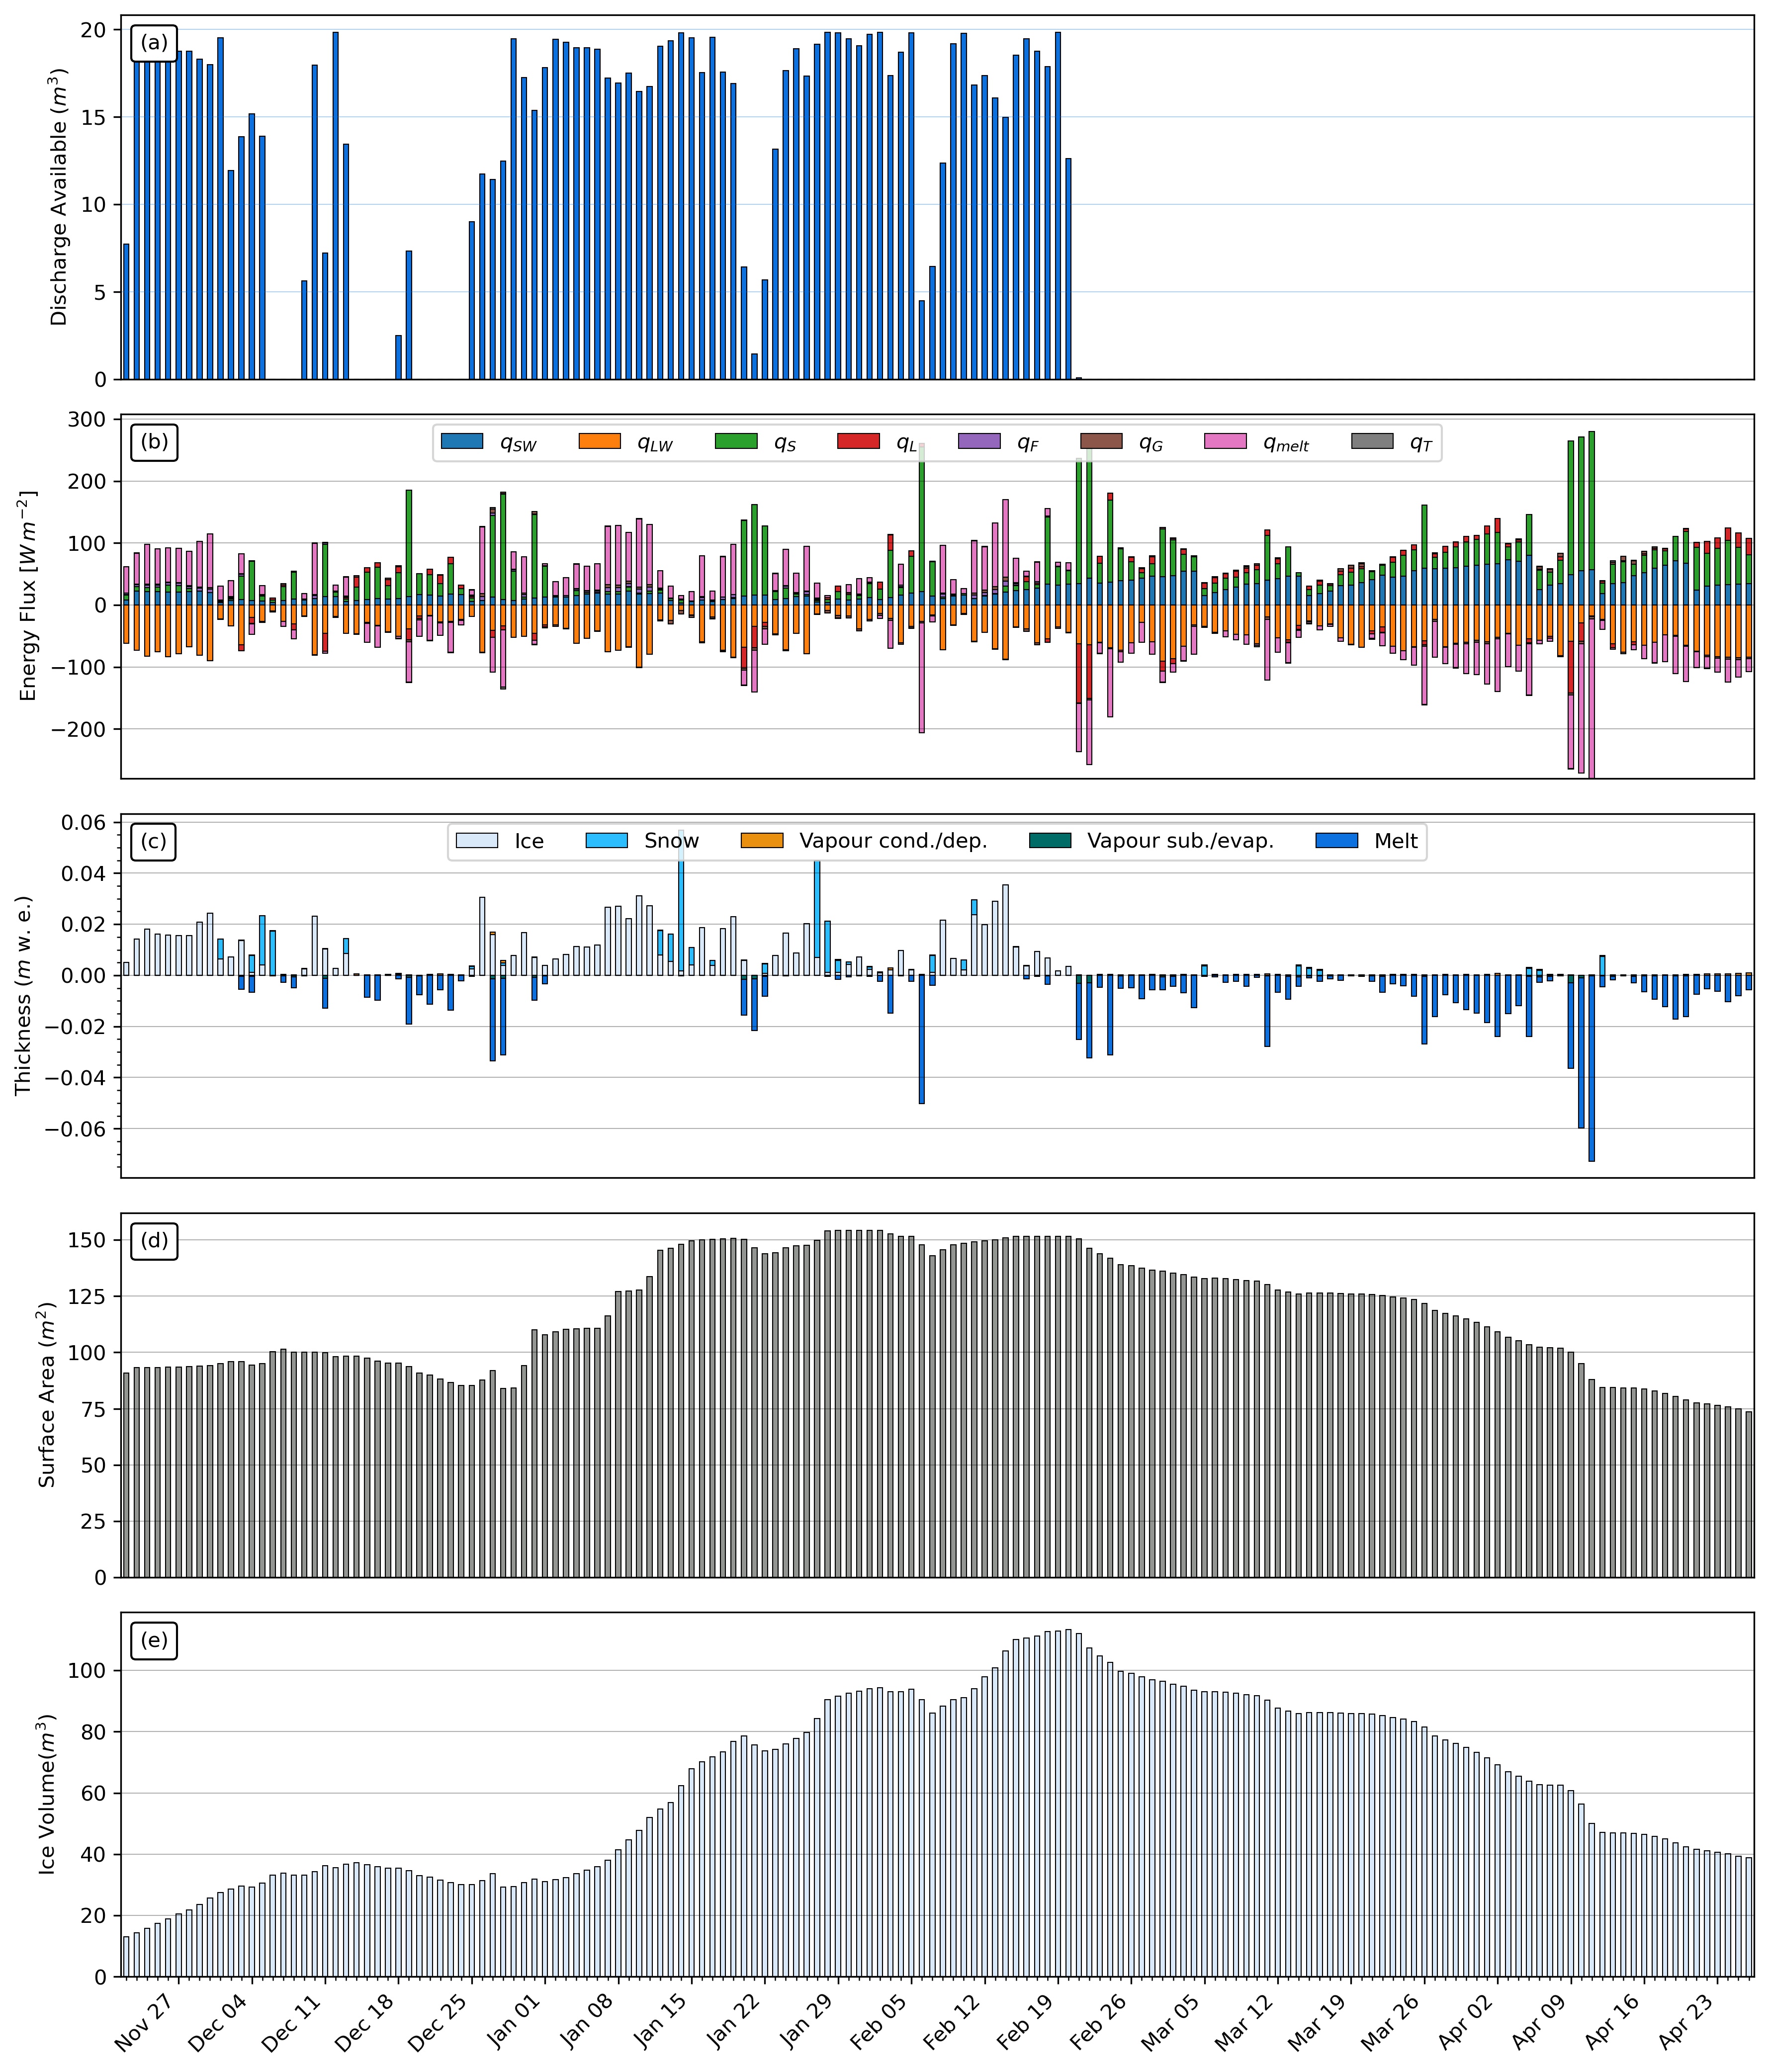 (a)
Discharge Available (m³)
20
15
10
5
0
(b)
q_SW q_LW q_S q_L q_F q_G q_melt q_T
Energy Flux [W m⁻²]
300
200
100
0
−100
−200
(c)
Ice Snow Vapour cond./dep. Vapour sub./evap. Melt
Thickness (m w. e.)
0.06
0.04
0.02
0.00
−0.02
−0.04
−0.06
(d)
Surface Area (m²)
150
125
100
75
50
25
0
(e)
Ice Volume(m³)
100
80
60
40
20
0
Nov 27 Dec 04 Dec 11 Dec 18 Dec 25 Jan 01 Jan 08 Jan 15 Jan 22 Jan 29 Feb 05 Feb 12 Feb 19 Feb 26 Mar 05 Mar 12 Mar 19 Mar 26 Apr 02 Apr 09 Apr 16 Apr 23